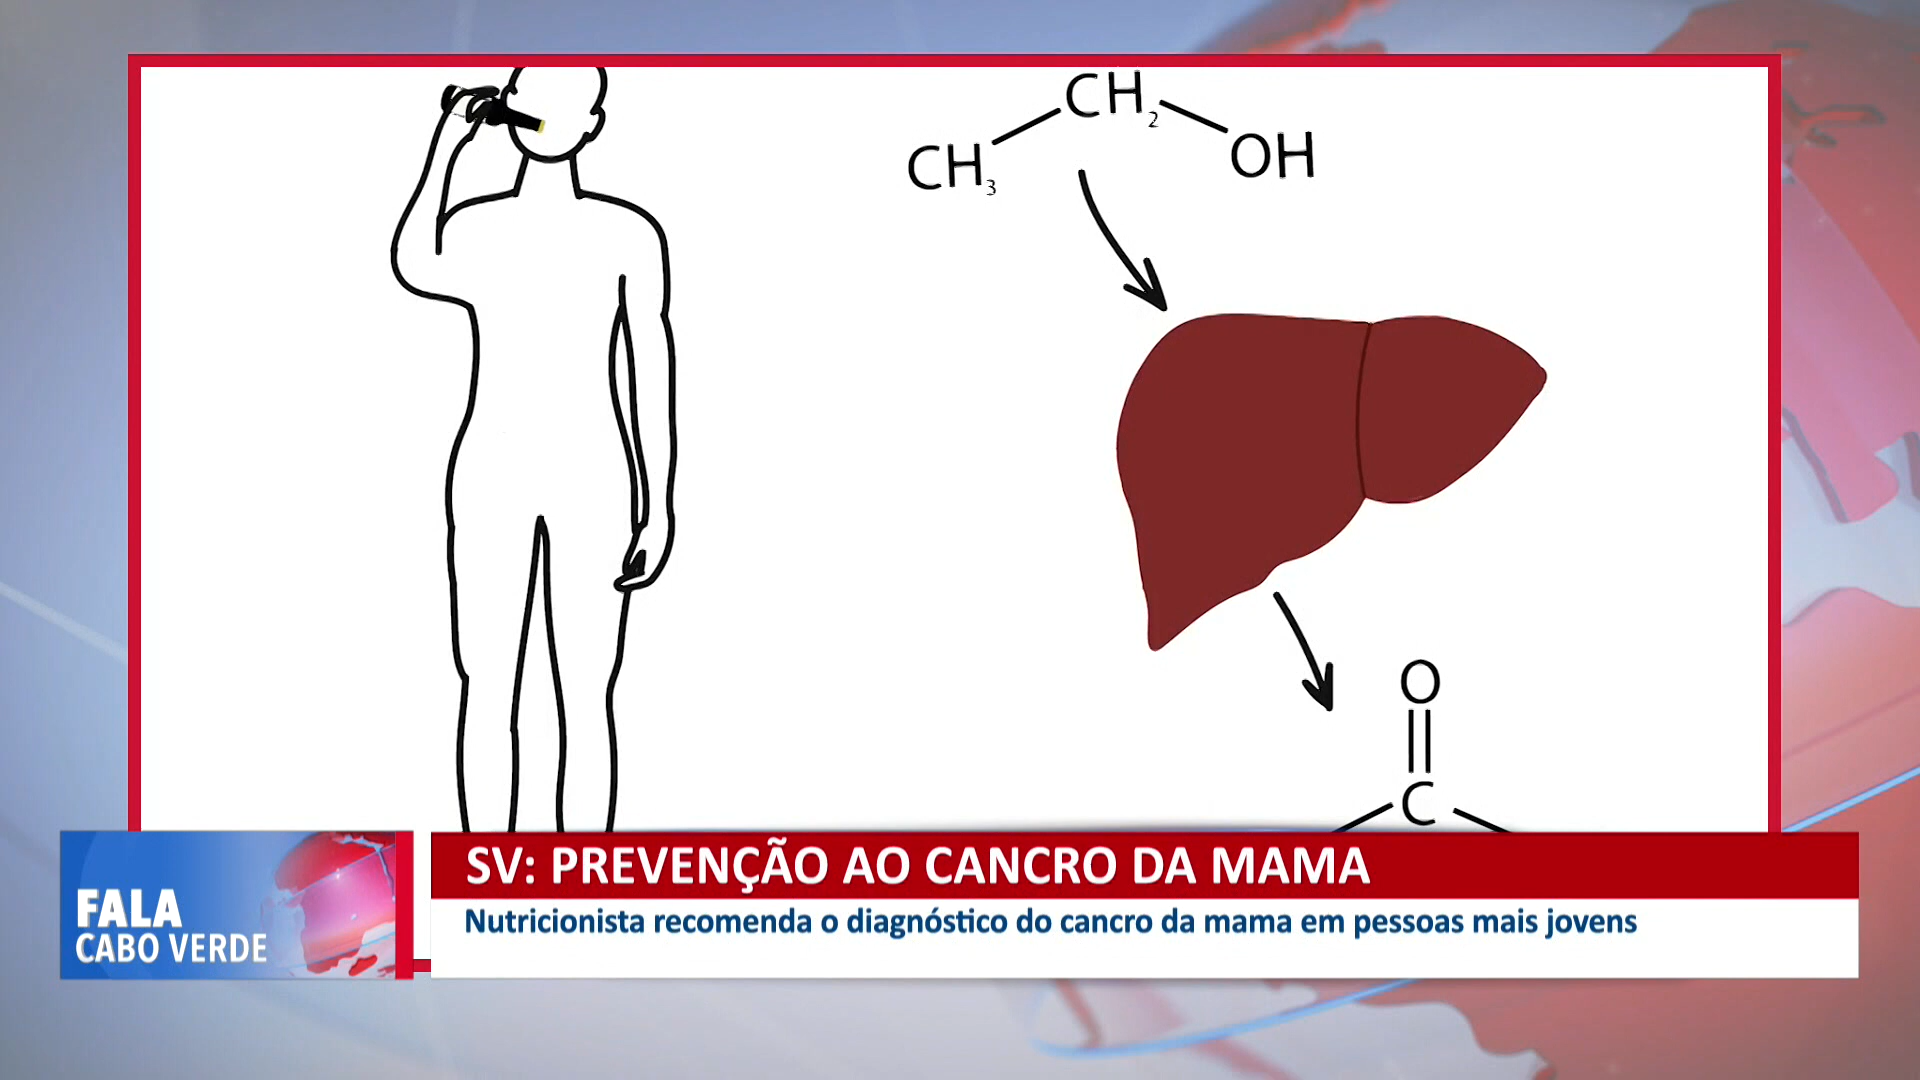 CH₂
CH₃
OH
O
C
SV: PREVENÇÃO AO CANCRO DA MAMA
Nutricionista recomenda o diagnóstico do cancro da mama em pessoas mais jovens
FALA
CABO VERDE